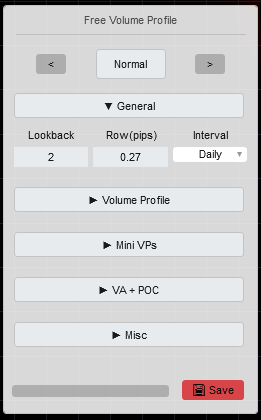 Free Volume Profile
< Normal >
▼ General
Lookback Row(pips) Interval
2 0.27 Daily ▼
► Volume Profile
► Mini VPs
► VA + POC
► Misc
Save